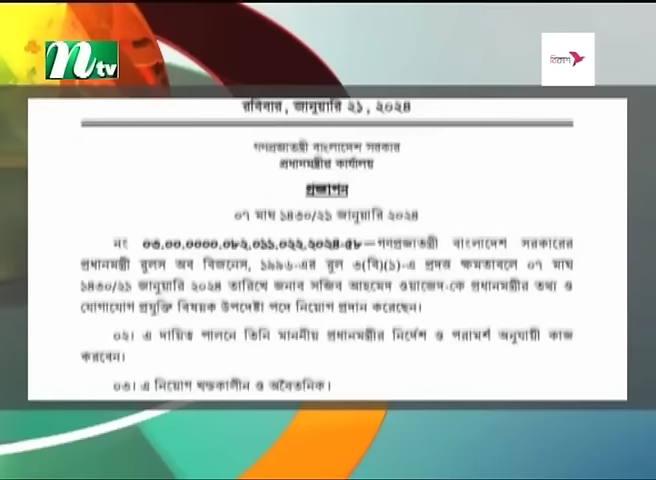 ntv
বিকাশ
রবিবার, জানুয়ারি ২১, ২০২৪
গণপ্রজাতন্ত্রী বাংলাদেশ সরকার
প্রধানমন্ত্রীর কার্যালয়
প্রজ্ঞাপন
০৭ মাঘ ১৪৩০/২১ জানুয়ারি ২০২৪
নং ০৩.০০.০০০০.০৮২.০১১.০২২.২০২৪-৫৮—গণপ্রজাতন্ত্রী বাংলাদেশ সরকারের
প্রধানমন্ত্রী রুলস অব বিজনেস, ১৯৯৬-এর রুল ৩(বি)(১)-এ প্রদত্ত ক্ষমতাবলে ০৭ মাঘ
১৪৩০/২১ জানুয়ারি ২০২৪ তারিখে জনাব সজিব আহমেদ ওয়াজেদ-কে প্রধানমন্ত্রীর তথ্য ও
যোগাযোগ প্রযুক্তি বিষয়ক উপদেষ্টা পদে নিয়োগ প্রদান করেছেন।
০২। এ দায়িত্ব পালনে তিনি মাননীয় প্রধানমন্ত্রীর নির্দেশ ও পরামর্শ অনুযায়ী কাজ
করবেন।
০৩। এ নিয়োগ খন্ডকালীন ও অবৈতনিক।